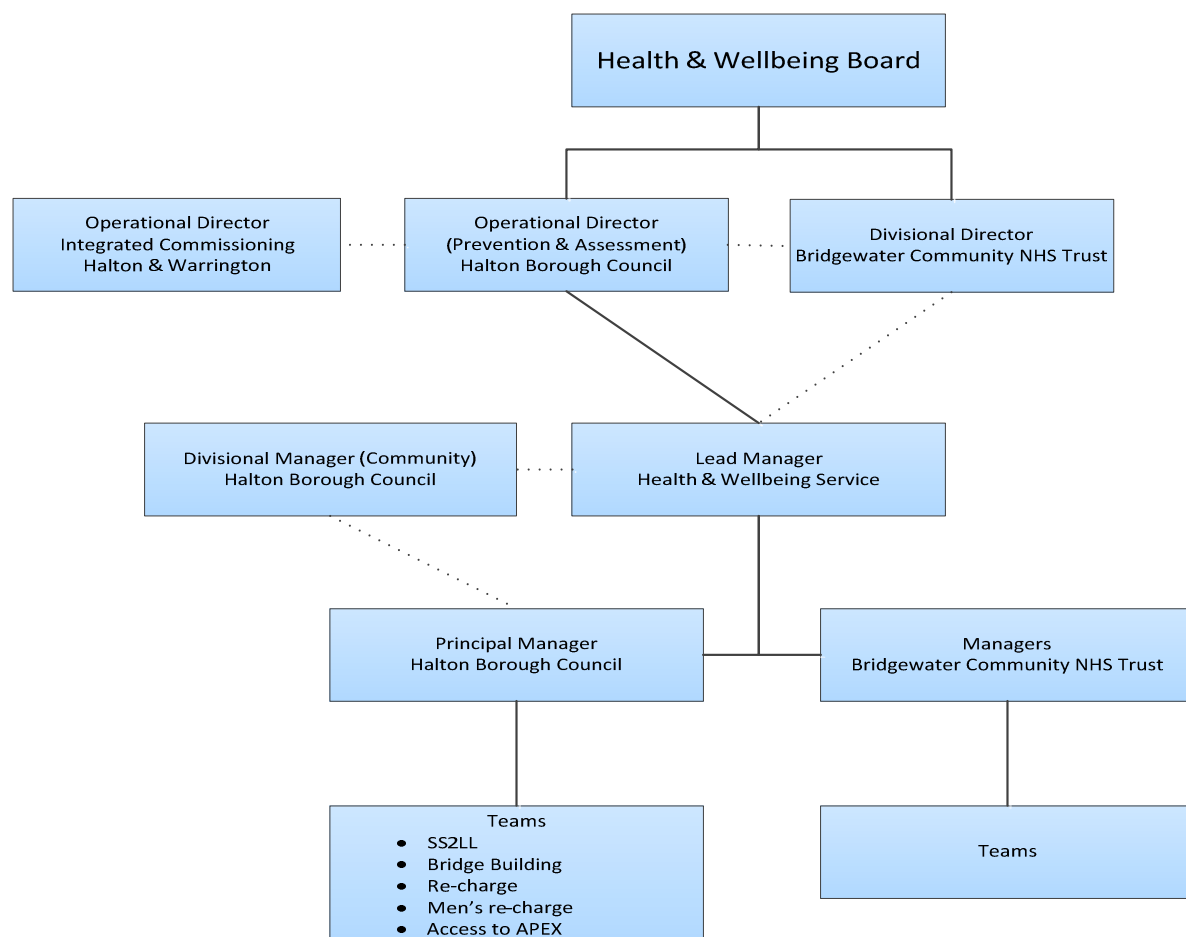 Health & Wellbeing Board
Operational Director
Integrated Commissioning
Halton & Warrington
Operational Director
(Prevention & Assessment)
Halton Borough Council
Divisional Director
Bridgewater Community NHS Trust
Divisional Manager (Community)
Halton Borough Council
Lead Manager
Health & Wellbeing Service
Principal Manager
Halton Borough Council
Managers
Bridgewater Community NHS Trust
Teams
● SS2LL
● Bridge Building
● Re-charge
● Men’s re-charge
● Access to APEX
Teams